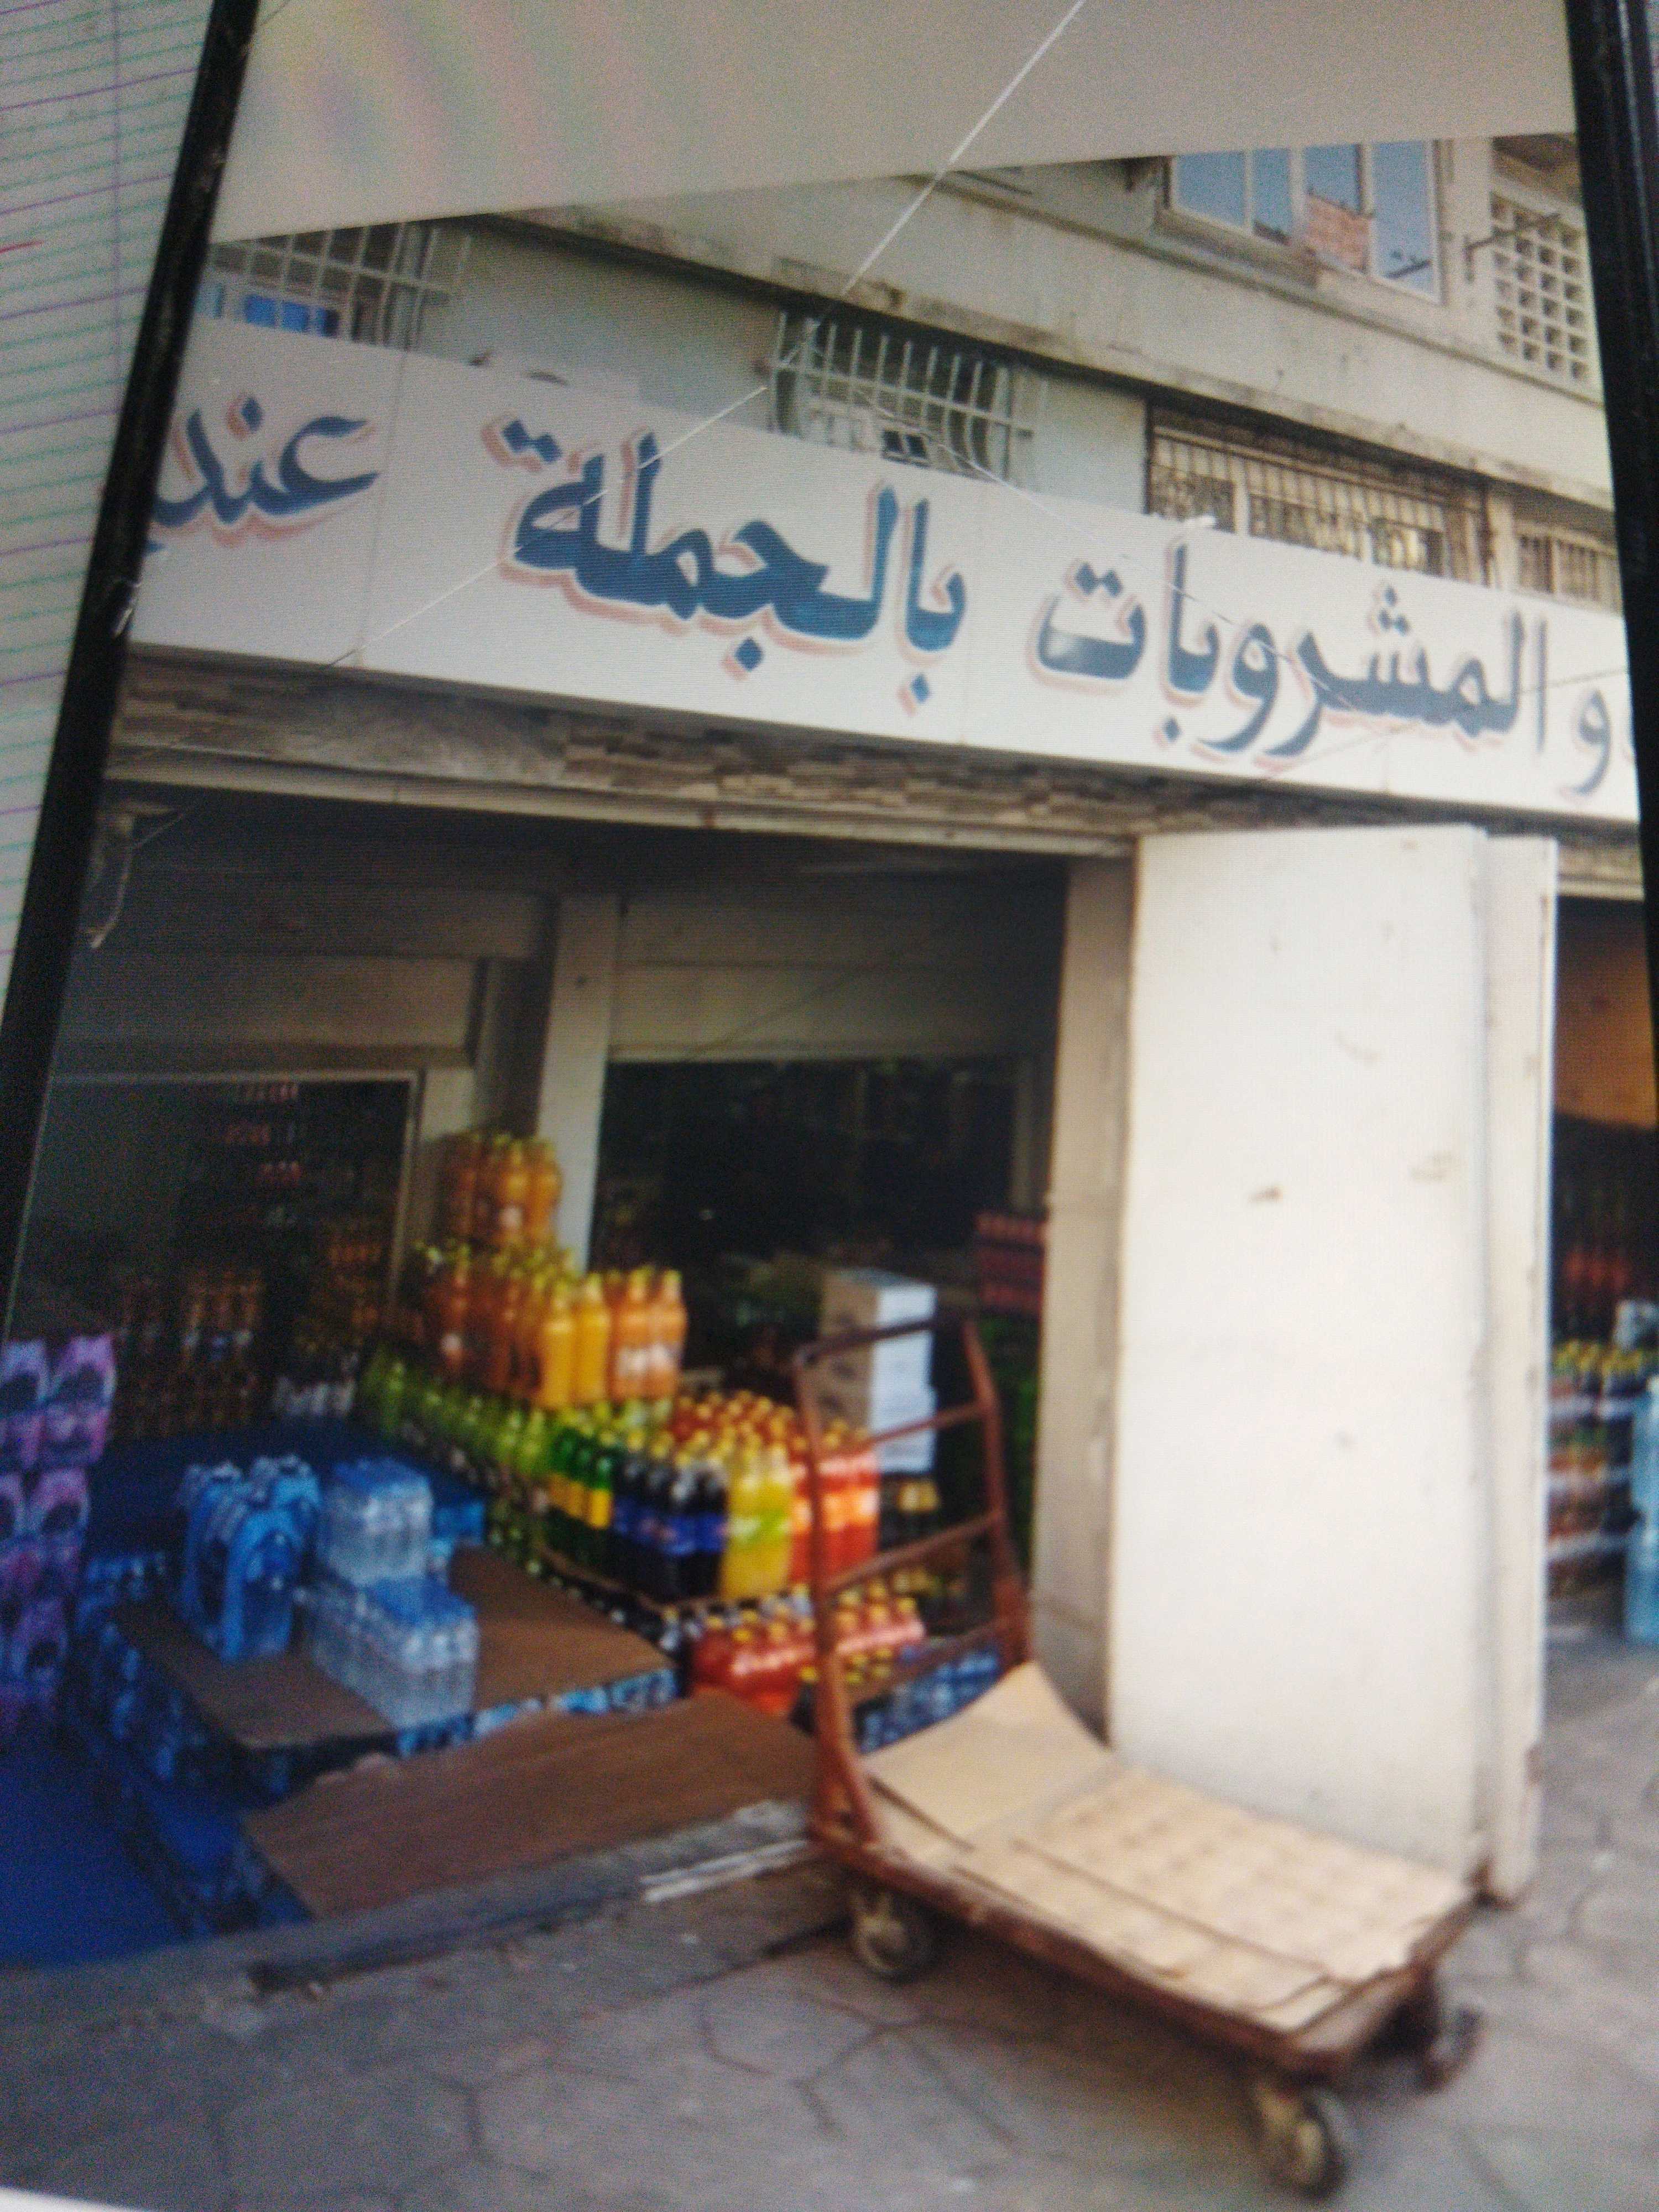 و المشروبات بالجملة عند